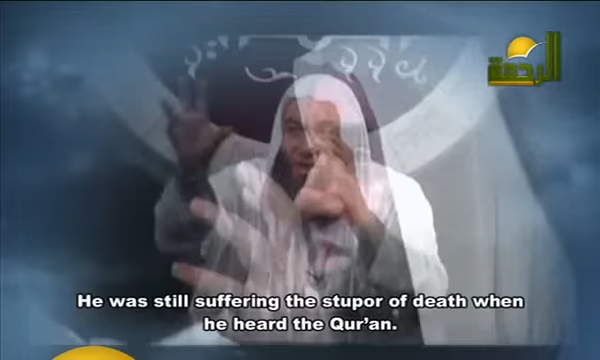 الرحمة
He was still suffering the stupor of death when
he heard the Qur'an.